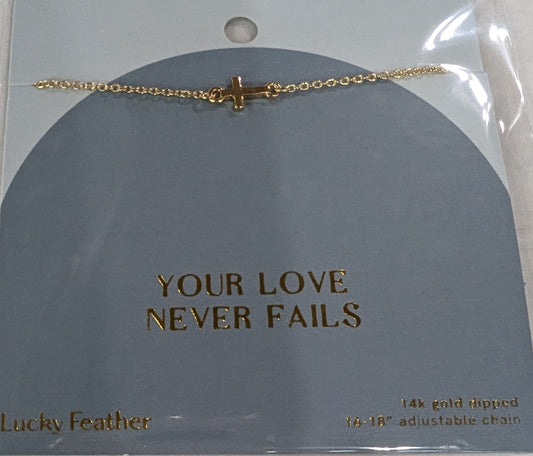 YOUR LOVE
NEVER FAILS
Lucky Feather
14k gold dipped
16-18" adjustable chain